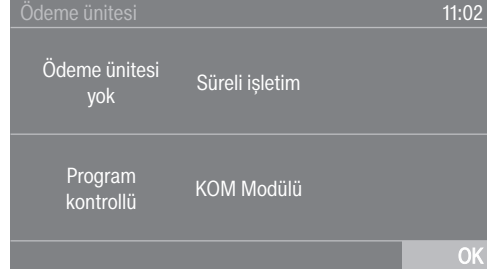 Ödeme ünitesi 11:02
Ödeme ünitesi
yok
Süreli işletim
Program
kontrollü
KOM Modülü
OK